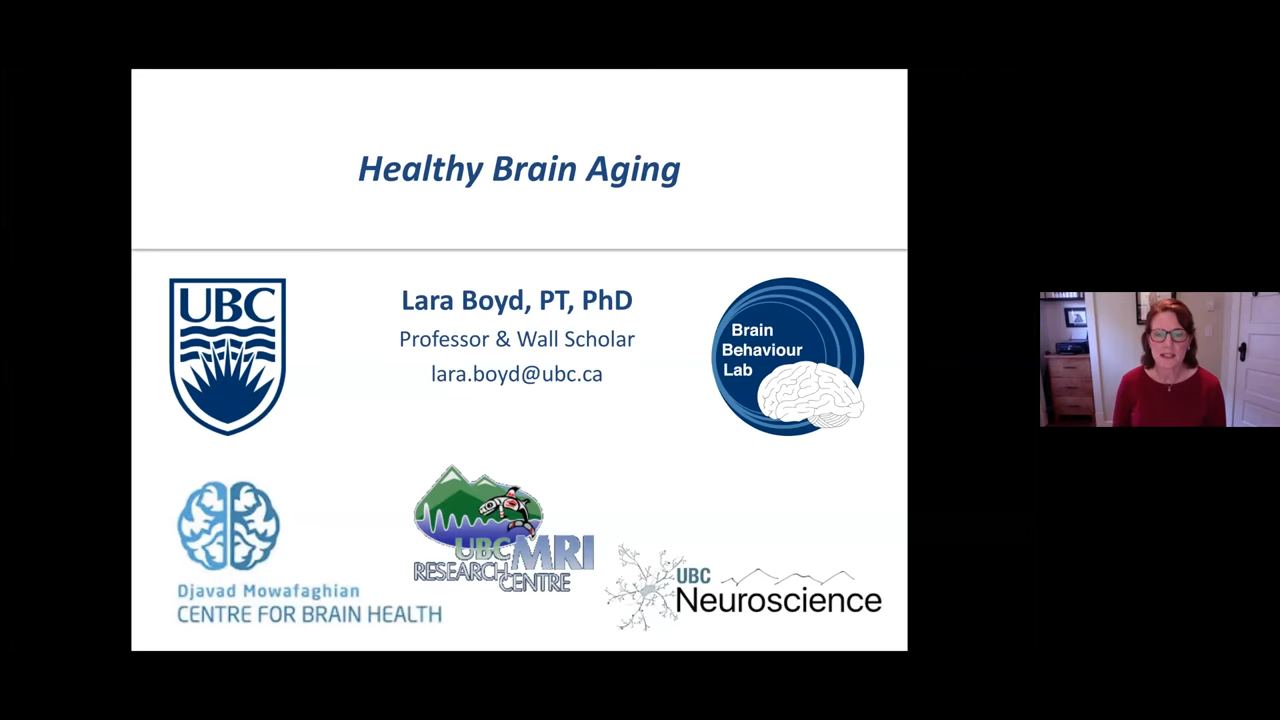 Healthy Brain Aging
UBC
Lara Boyd, PT, PhD
Professor & Wall Scholar
lara.boyd@ubc.ca
Brain
Behaviour
Lab
Djavad Mowafaghian
CENTRE FOR BRAIN HEALTH
UBC MRI
RESEARCH CENTRE
UBC
Neuroscience